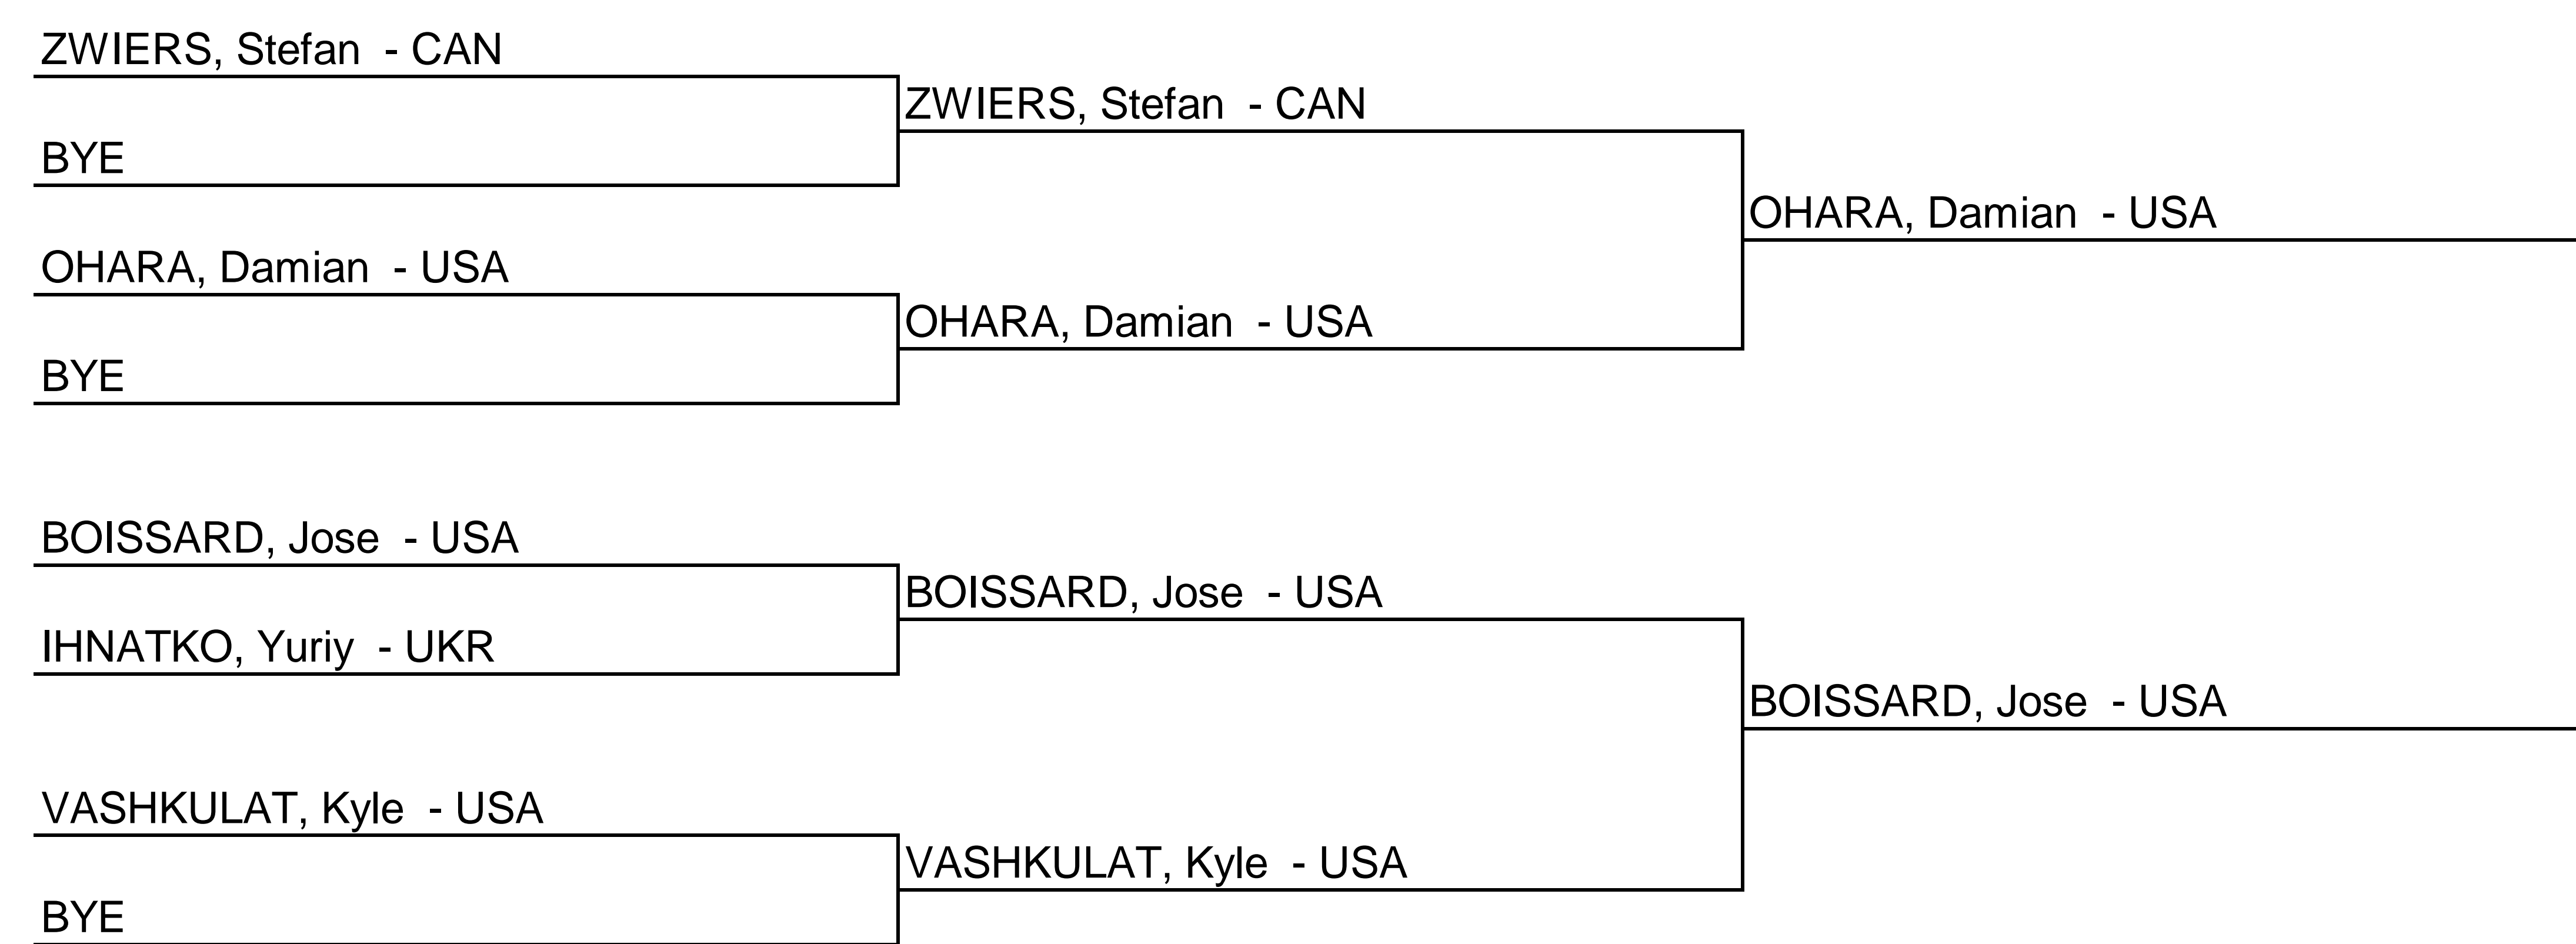 ZWIERS, Stefan - CAN
BYE
OHARA, Damian - USA
BYE
BOISSARD, Jose - USA
IHNATKO, Yuriy - UKR
VASHKULAT, Kyle - USA
BYE
ZWIERS, Stefan - CAN
OHARA, Damian - USA
BOISSARD, Jose - USA
VASHKULAT, Kyle - USA
OHARA, Damian - USA
BOISSARD, Jose - USA